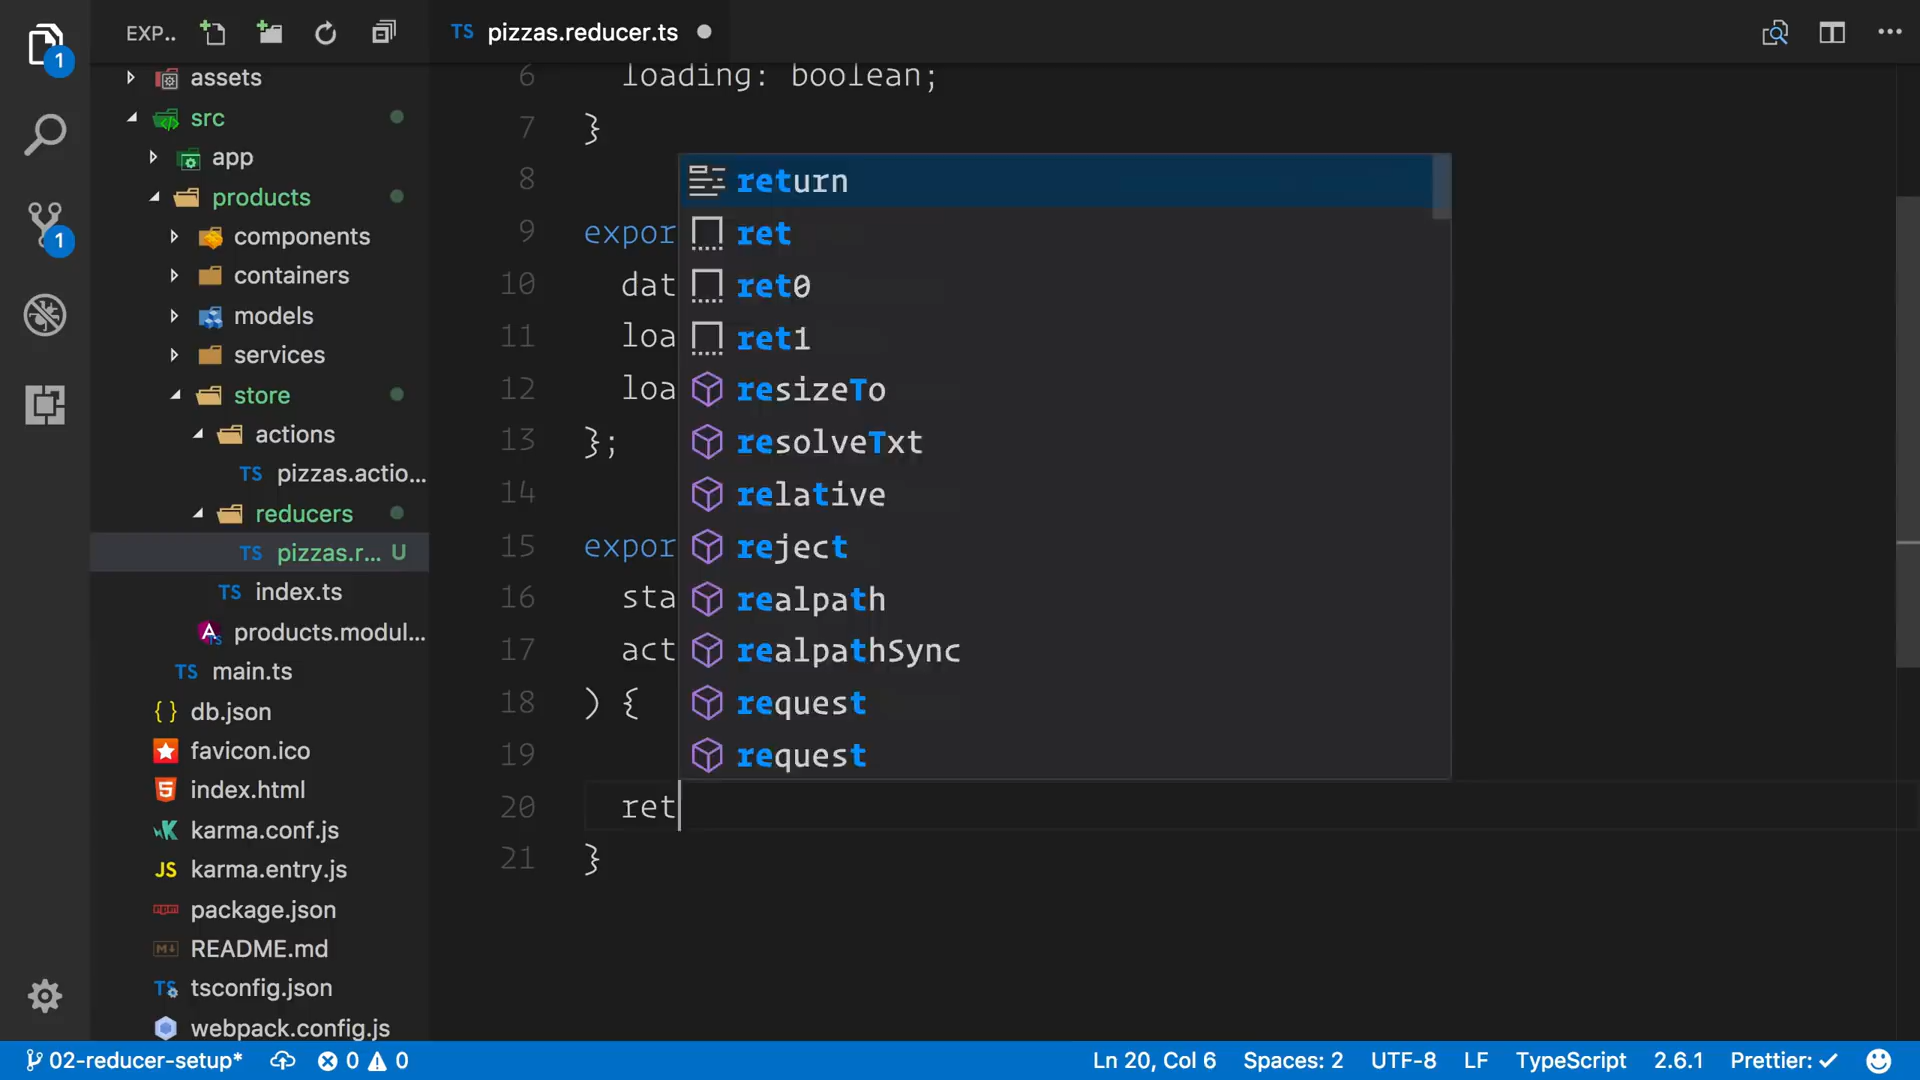 EXP..
TS pizzas.reducer.ts
1
1
assets
src
app
products
components
containers
models
services
store
actions
TS pizzas.actio...
reducers
TS pizzas.r... U
TS index.ts
products.modul...
TS main.ts
{ } db.json
favicon.ico
index.html
karma.conf.js
JS karma.entry.js
package.json
README.md
TS tsconfig.json
webpack.config.js
6 loading: boolean;
7 }
8
9 expor
10 dat
11 loa
12 loa
13 };
14
15 expor
16 sta
17 act
18 ) {
19
20 ret
21 }
return
ret
ret0
ret1
resizeTo
resolveTxt
relative
reject
realpath
realpathSync
request
request
02-reducer-setup* 0 0 Ln 20, Col 6 Spaces: 2 UTF-8 LF TypeScript 2.6.1 Prettier: ✓